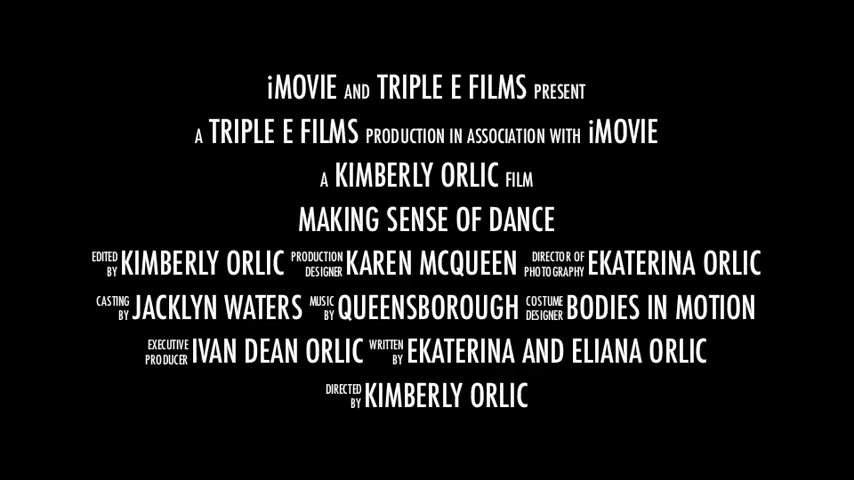 iMOVIE AND TRIPLE E FILMS PRESENT
A TRIPLE E FILMS PRODUCTION IN ASSOCIATION WITH iMOVIE
A KIMBERLY ORLIC FILM
MAKING SENSE OF DANCE
EDITED BY KIMBERLY ORLIC PRODUCTION DESIGNER KAREN MCQUEEN DIRECTOR OF PHOTOGRAPHY EKATERINA ORLIC
CASTING BY JACKLYN WATERS MUSIC BY QUEENSBOROUGH COSTUME DESIGNER BODIES IN MOTION
EXECUTIVE PRODUCER IVAN DEAN ORLIC WRITTEN BY EKATERINA AND ELIANA ORLIC
DIRECTED BY KIMBERLY ORLIC